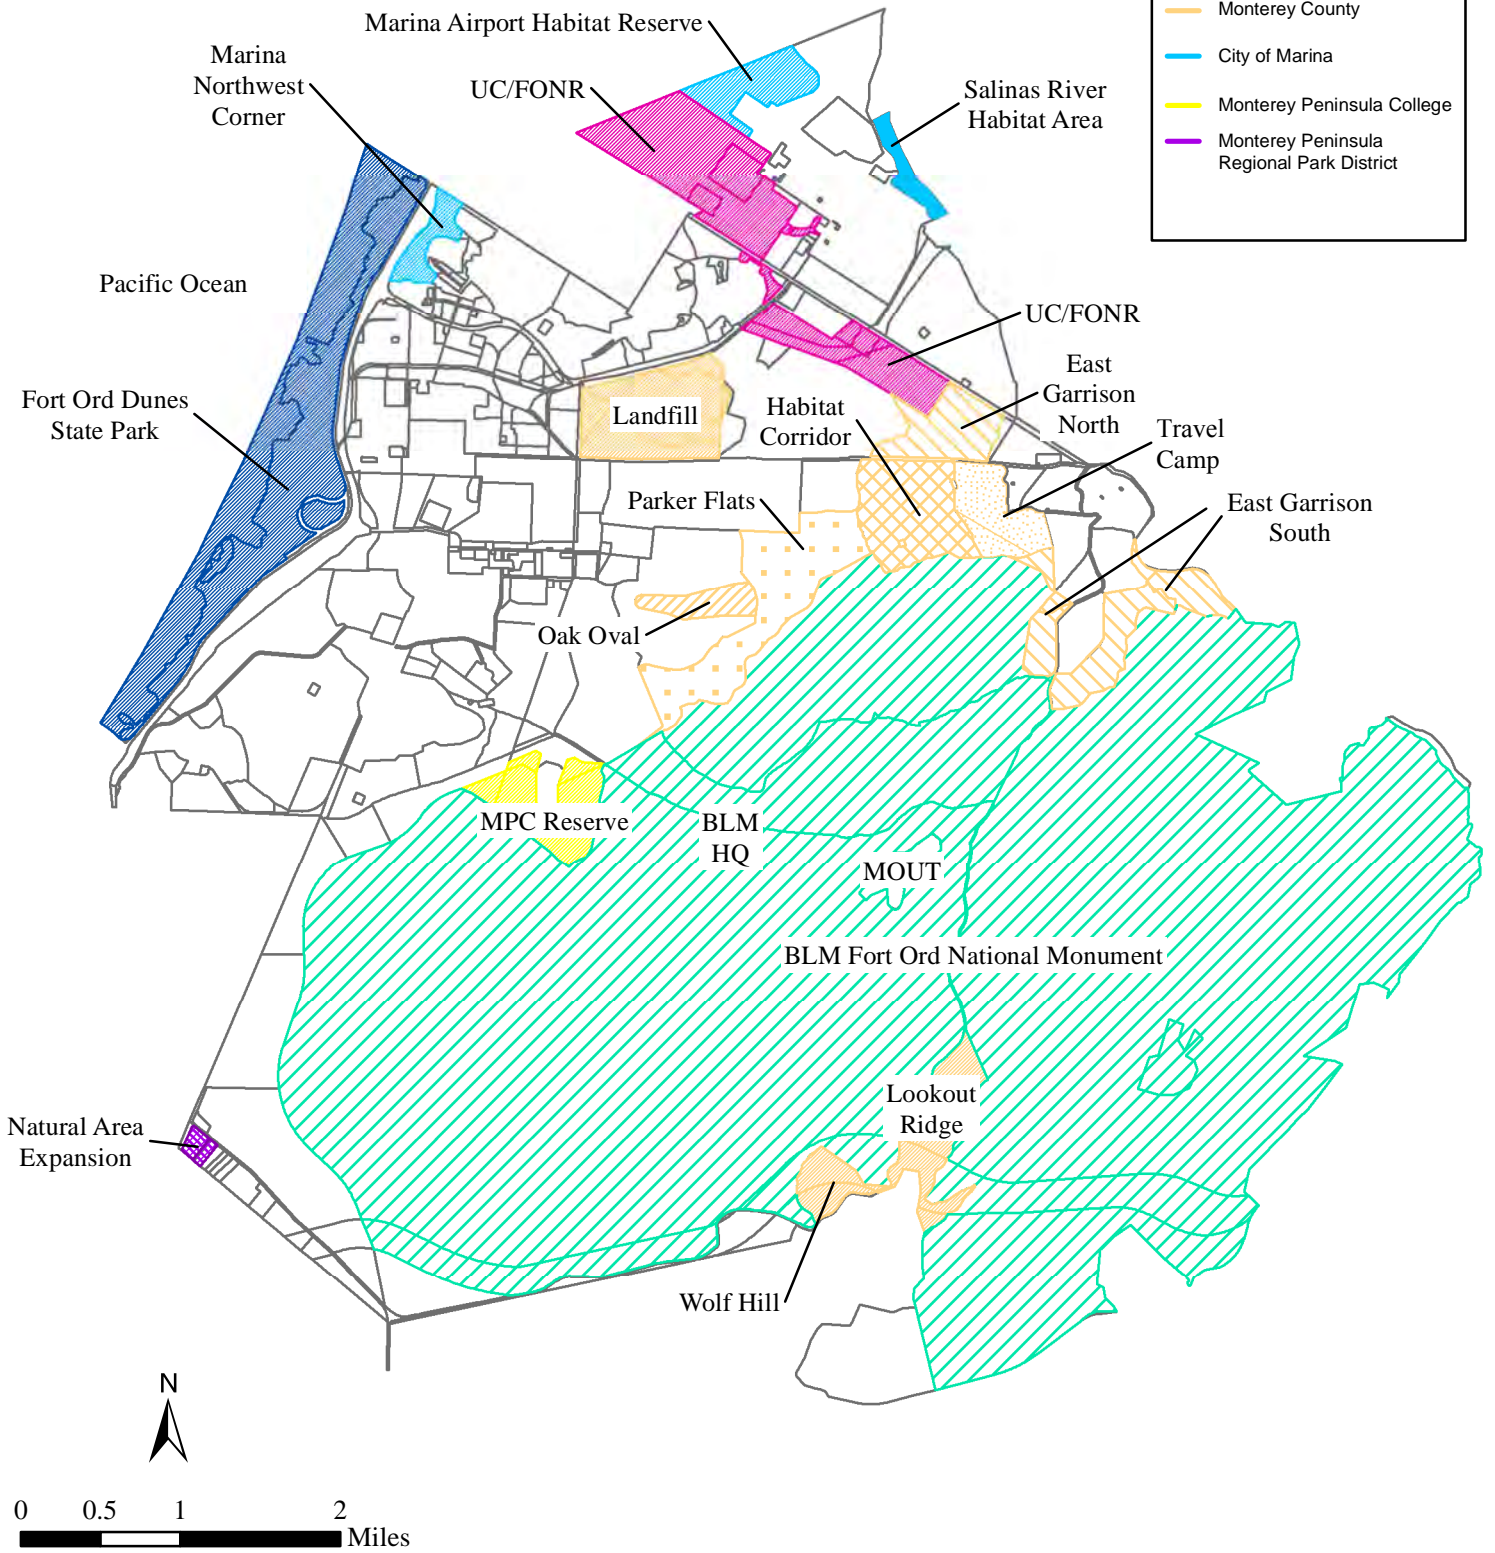 Monterey County
City of Marina
Monterey Peninsula College
Monterey Peninsula
Regional Park District
Marina Airport Habitat Reserve
Marina
Northwest
Corner
UC/FONR
Salinas River
Habitat Area
Pacific Ocean
UC/FONR
East
Garrison
North
Fort Ord Dunes
State Park
Landfill
Habitat
Corridor
Travel
Camp
Parker Flats
East Garrison
South
Oak Oval
MPC Reserve
BLM
HQ
MOUT
BLM Fort Ord National Monument
Lookout
Ridge
Natural Area
Expansion
Wolf Hill
N
0 0.5 1 2
Miles